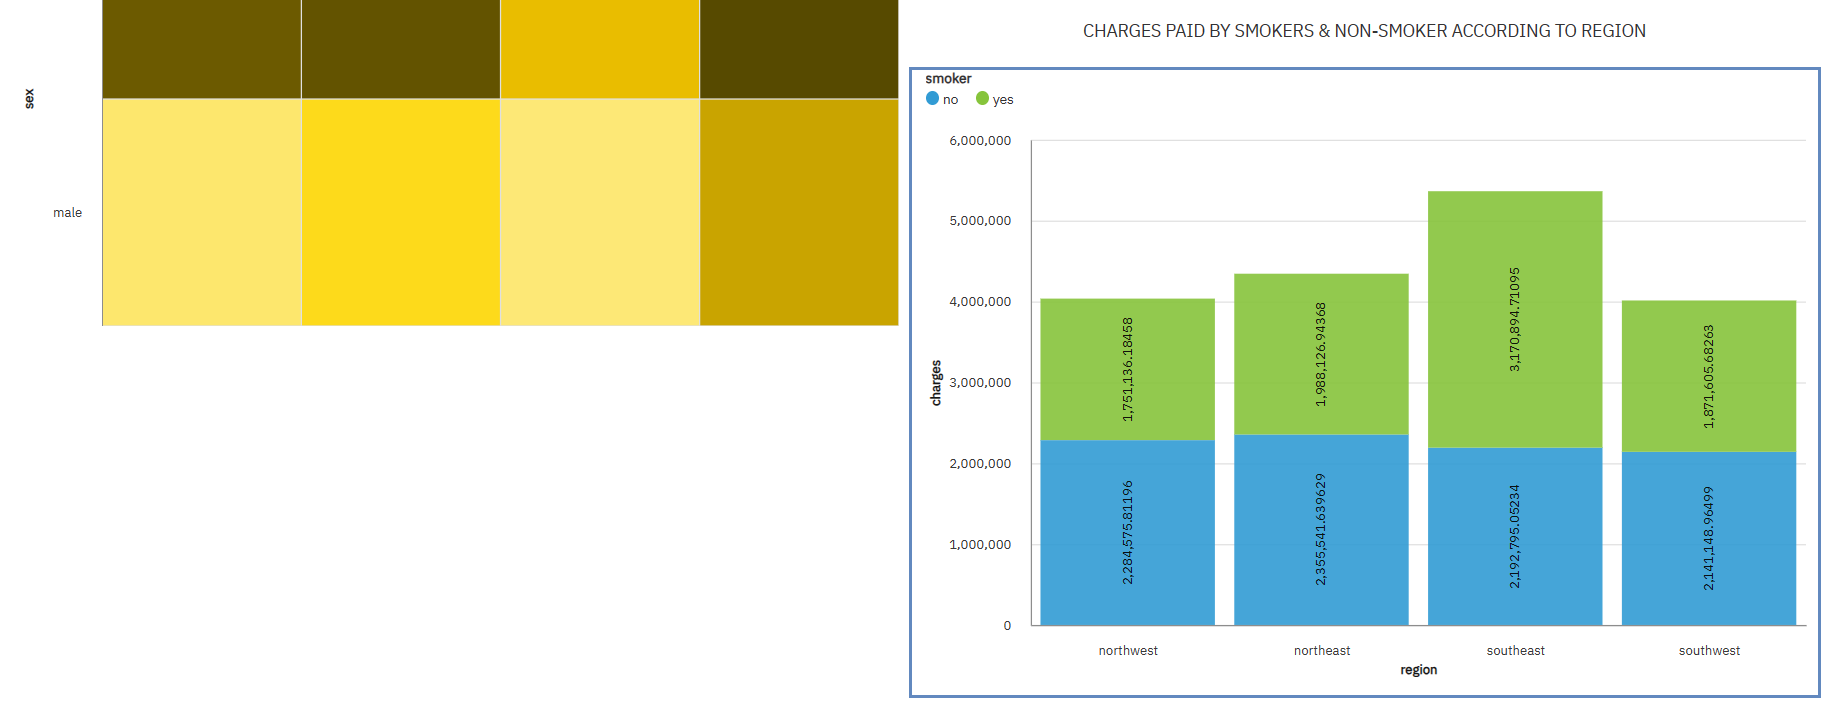 sex
male
CHARGES PAID BY SMOKERS & NON-SMOKER ACCORDING TO REGION
smoker
no yes
6,000,000
5,000,000
4,000,000
3,000,000
2,000,000
1,000,000
0
charges
1,751,136.18458
1,988,126.94368
3,170,894.71095
1,871,605.68263
2,284,575.81196
2,355,541.639629
2,192,795.05234
2,141,148.96499
northwest northeast southeast southwest
region